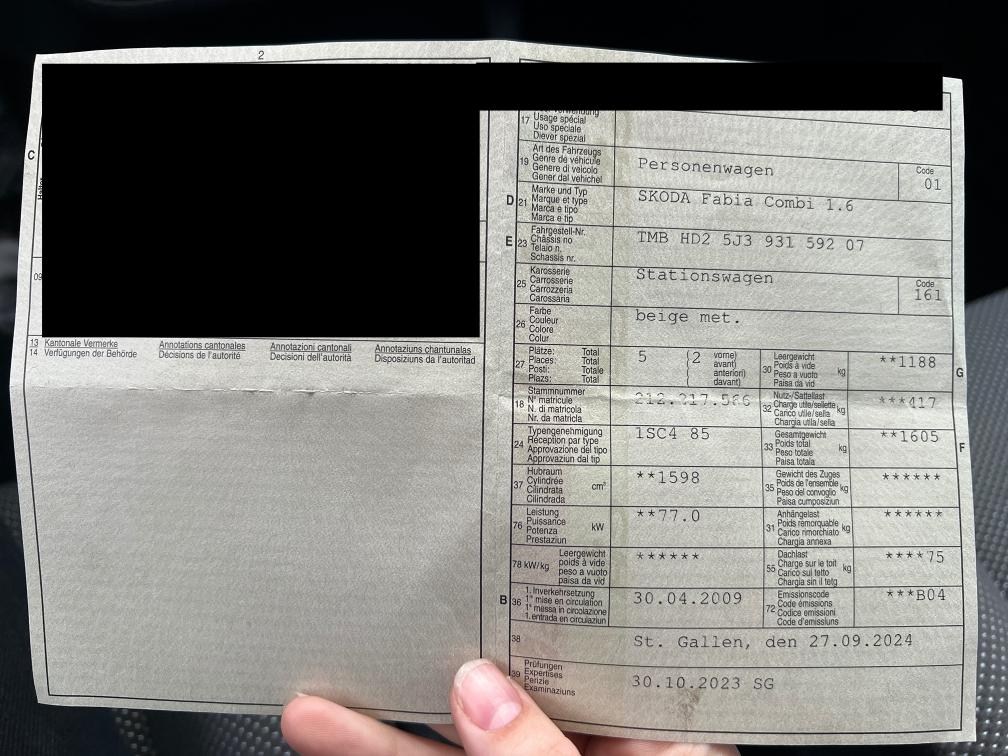 2
C
09
13 Kantonale Vermerke Annotations cantonales Annotazioni cantonali Annotaziuns chantunalas
14 Verfügungen der Behörde Décisions de l'autorité Decisioni dell'autorità Disposiziuns da l'autoritad
17 Usage spécial
Uso speciale
Diever spezial
19 Art des Fahrzeugs
Genre de véhicule
Genere di veicolo
Gener dal vehichel
Personenwagen
Code
01
D 21 Marke und Typ
Marque et type
Marca e tipo
Marca e tip
SKODA Fabia Combi 1.6
E 23 Fahrgestell-Nr.
Châssis no
Telaio n.
Schassis nr.
TMB HD2 5J3 931 592 07
25 Karosserie
Carrosserie
Carrozzeria
Carossaria
Stationswagen
Code
161
26 Farbe
Couleur
Colore
Colur
beige met.
27 Plätze: Total
Places: Total
Posti: Totale
Plazs: Total
5 (2 vorne)
avant)
anteriori)
davant)
30 Leergewicht
Poids à vide
Peso a vuoto
Paisa da vid
kg
**1188
G
18 Stammnummer
N° matricule
N. di matricola
Nr. da matricla
212.217.566
32 Nutz-/Sattellast
Charge utile/sellette
Carico utile/sella
Chargia utila/sella
kg
***417
24 Typengenehmigung
Réception par type
Approvazione del tipo
Approvaziun dal tip
1SC4 85
33 Gesamtgewicht
Poids total
Peso totale
Paisa totala
kg
**1605
F
37 Hubraum
Cylindrée
Cilindrata
Cilindrada
cm³
**1598
35 Gewicht des Zuges
Poids de l'ensemble
Peso del convoglio
Paisa cumposiziun
kg
******
76 Leistung
Puissance
Potenza
Prestaziun
kW
**77.0
31 Anhängelast
Poids remorquable
Carico rimorchiato
Chargia annexa
kg
******
78 kW/kg Leergewicht
poids à vide
peso a vuoto
paisa da vid
******
55 Dachlast
Charge sur le toit
Carico sul tetto
Chargia sin il tetg
kg
****75
B 36 1. Inverkehrsetzung
1re mise en circulation
1a messa in circolazione
1. entrada en circulaziun
30.04.2009
72 Emissionscode
Code émissions
Codice emissioni
Code d'emissiuns
***B04
38 St. Gallen, den 27.09.2024
39 Prüfungen
Expertises
Perizie
Examinaziuns
30.10.2023 SG